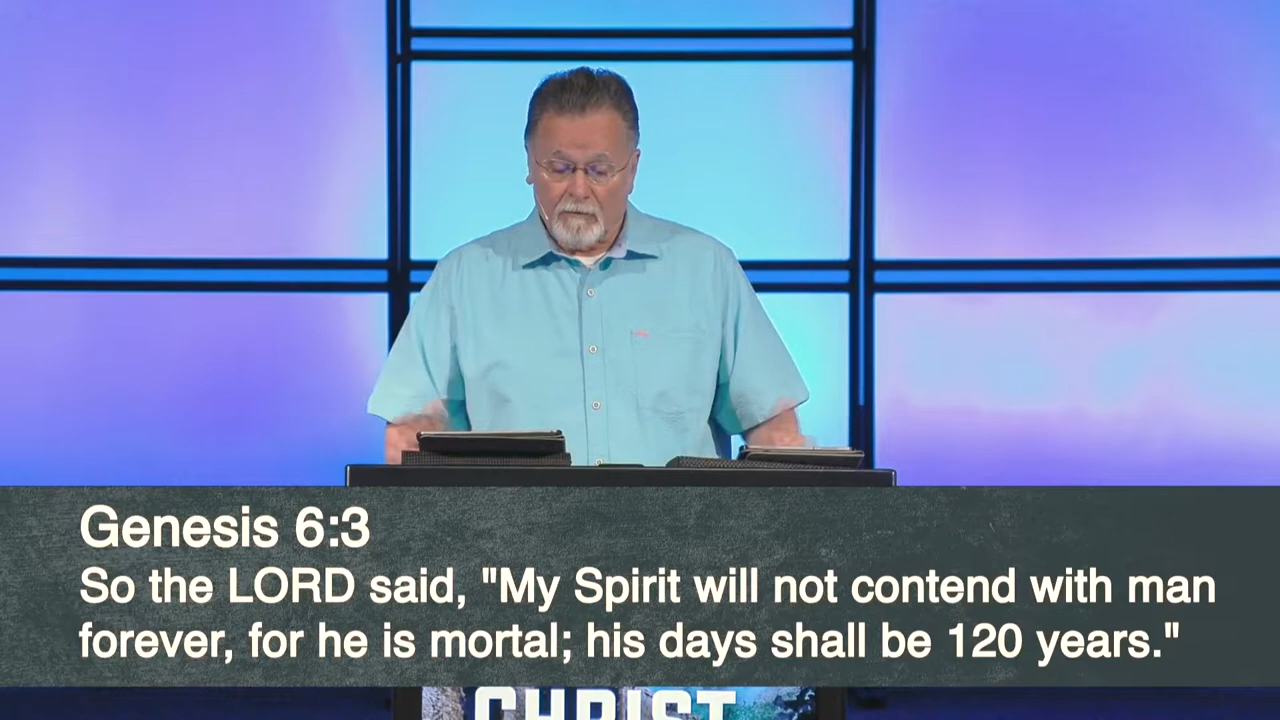 Genesis 6:3
So the LORD said, "My Spirit will not contend with man
forever, for he is mortal; his days shall be 120 years."
CHRIST